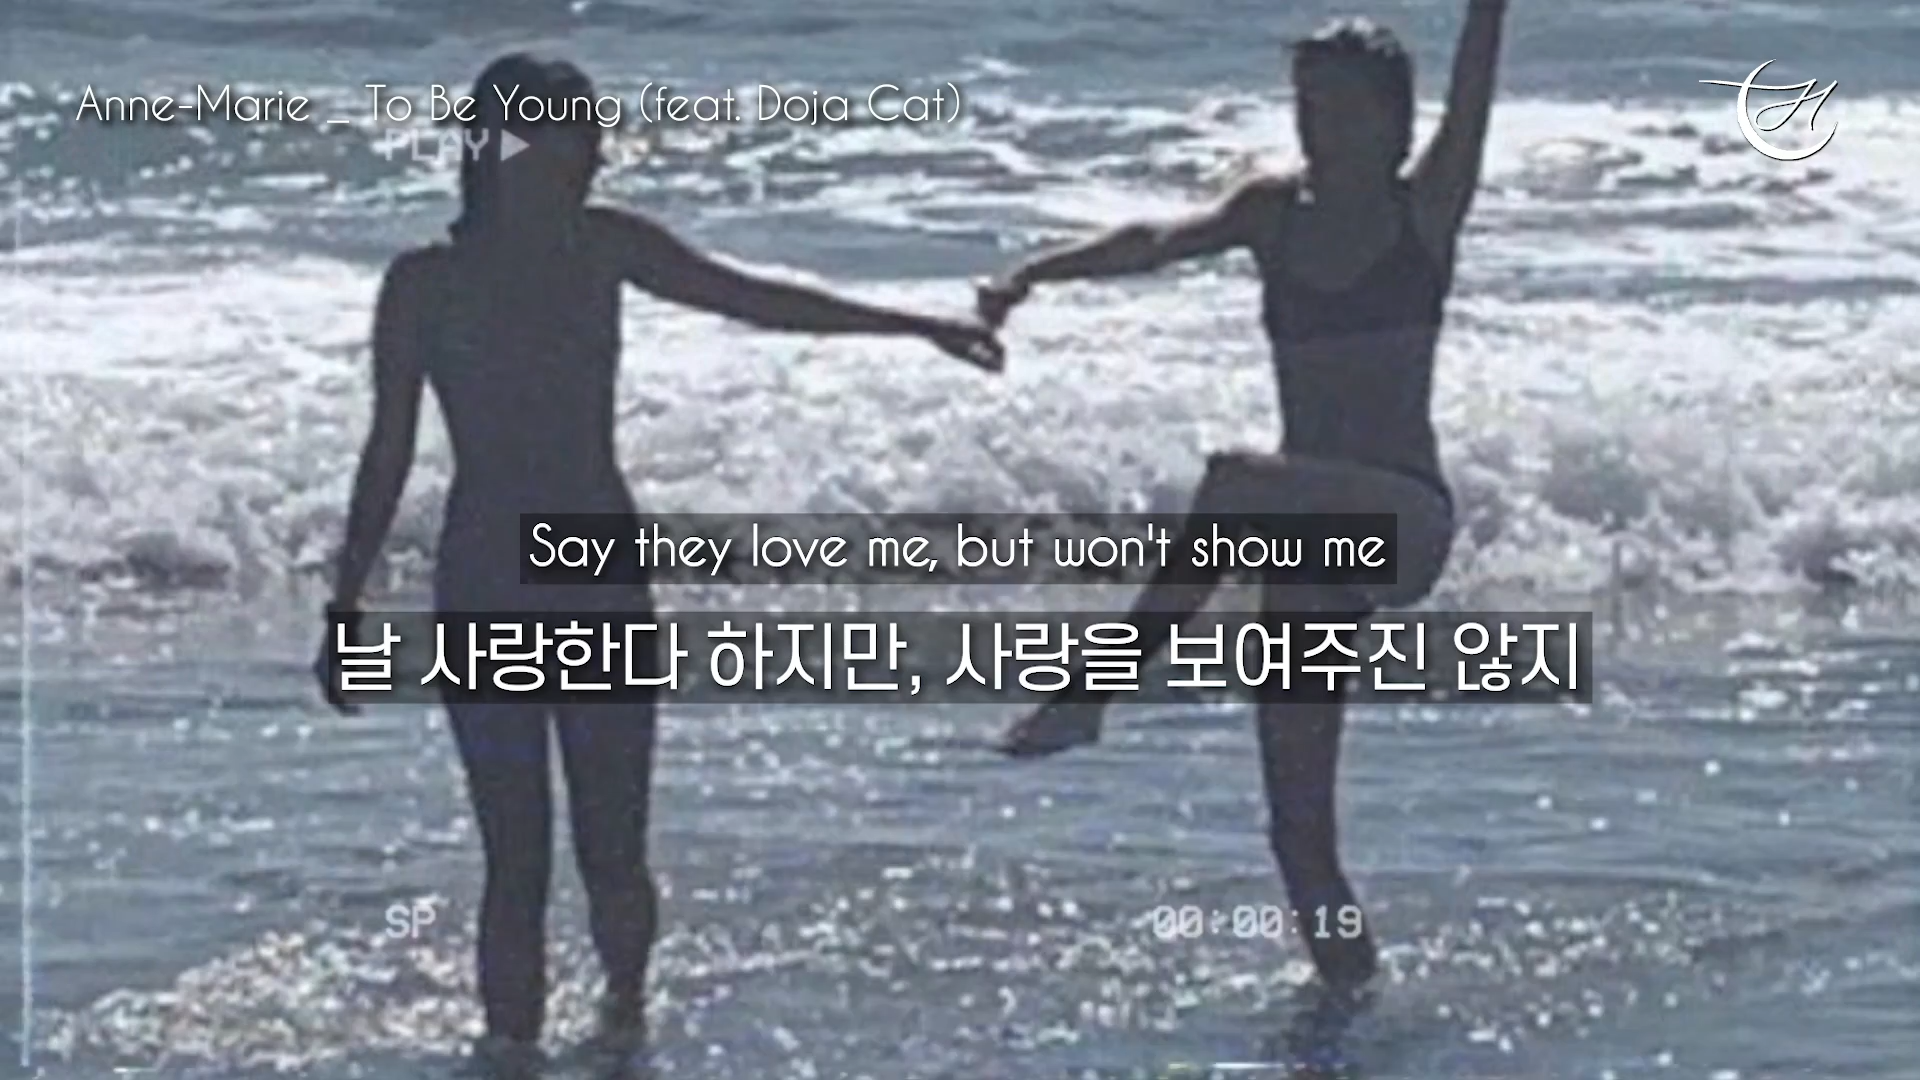 Anne-Marie _ To Be Young (feat. Doja Cat)
PLAY ▶
Say they love me, but won't show me
날 사랑한다 하지만, 사랑을 보여주진 않지
SP
00:00:19